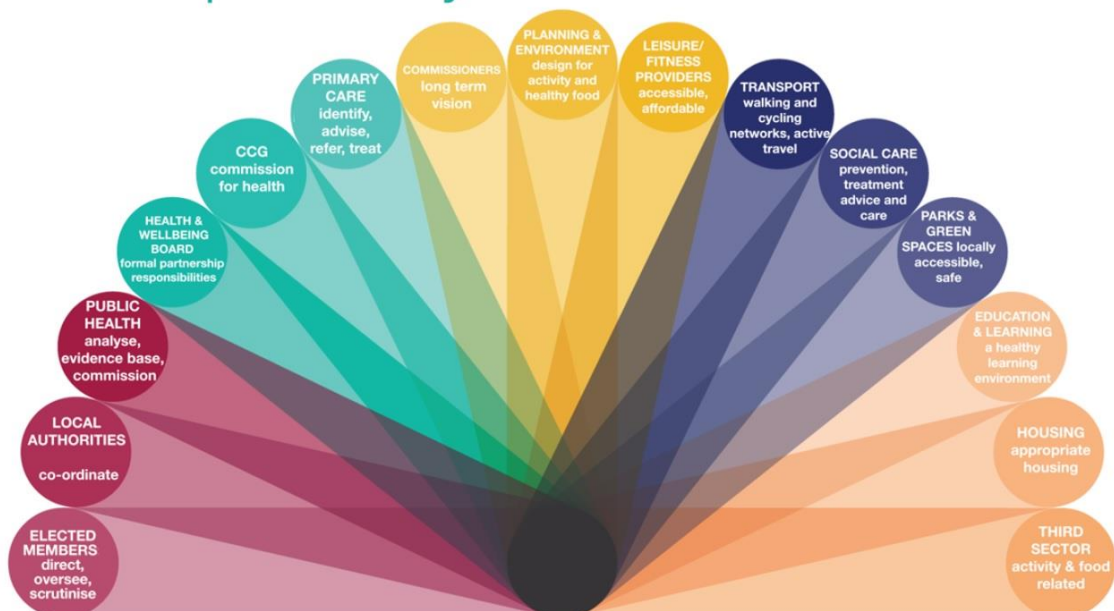 ELECTED
MEMBERS
direct,
oversee,
scrutinise
LOCAL
AUTHORITIES
co-ordinate
PUBLIC
HEALTH
analyse,
evidence base,
commission
HEALTH &
WELLBEING
BOARD
formal partnership
responsibilities
CCG
commission
for health
PRIMARY
CARE
identify,
advise,
refer, treat
COMMISSIONERS
long term
vision
PLANNING &
ENVIRONMENT
design for
activity and
healthy food
LEISURE/
FITNESS
PROVIDERS
accessible,
affordable
TRANSPORT
walking and
cycling
networks, active
travel
SOCIAL CARE
prevention,
treatment
advice and
care
PARKS &
GREEN
SPACES locally
accessible,
safe
EDUCATION
& LEARNING
a healthy
learning
environment
HOUSING
appropriate
housing
THIRD
SECTOR
activity & food
related